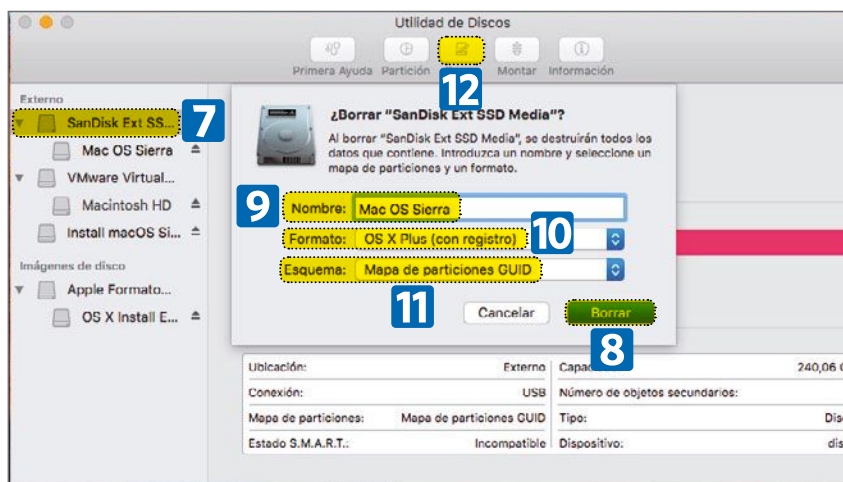 Utilidad de Discos
12
Primera Ayuda Partición Montar Información
Externo
SanDisk Ext SS...
7
Mac OS Sierra
VMware Virtual...
Macintosh HD
Install macOS Si...
Imágenes de disco
Apple Formato...
OS X Install E...
¿Borrar “SanDisk Ext SSD Media”?
Al borrar “SanDisk Ext SSD Media”, se destruirán todos los
datos que contiene. Introduzca un nombre y seleccione un
mapa de particiones y un formato.
9
Nombre: Mac OS Sierra
Formato: OS X Plus (con registro)
10
Esquema: Mapa de particiones GUID
11
Cancelar Borrar
8
Ubicación: Externo
Conexión: USB
Mapa de particiones: Mapa de particiones GUID
Estado S.M.A.R.T.: Incompatible
240,06
Número de objetos secundarios:
Tipo:
Dispositivo: